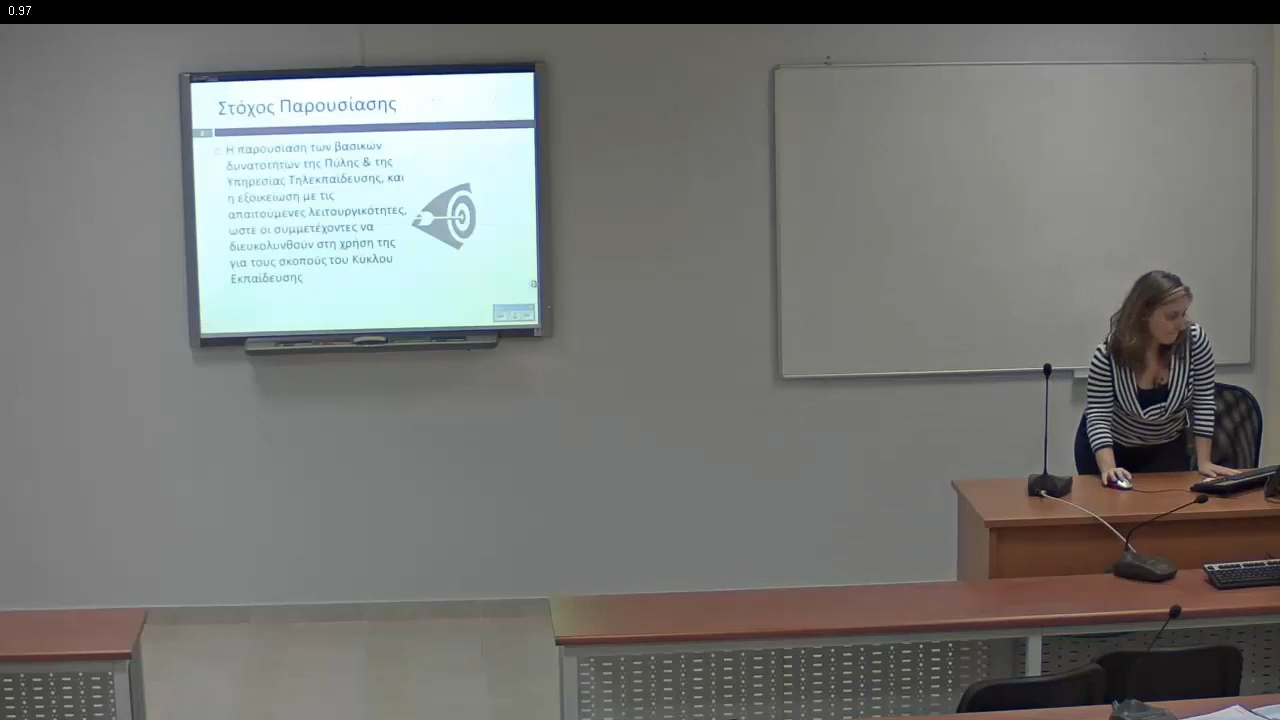 0.97
Στόχος Παρουσίασης
2
Η παρουσίαση των βασικών
δυνατοτήτων της Πύλης & της
Υπηρεσίας Τηλεκπαίδευσης, και
η εξοικείωση με τις
απαιτούμενες λειτουργικότητες,
ώστε οι συμμετέχοντες να
διευκολυνθούν στη χρήση της
για τους σκοπούς του Κύκλου
Εκπαίδευσης